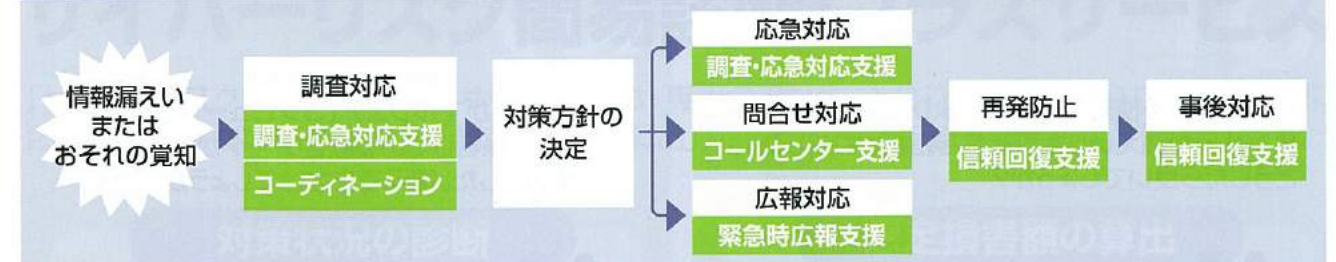 情報漏えい
または
おそれの覚知
調査対応
調査・応急対応支援
コーディネーション
対策方針の
決定
応急対応
調査・応急対応支援
問合せ対応
コールセンター支援
広報対応
緊急時広報支援
再発防止
信頼回復支援
事後対応
信頼回復支援